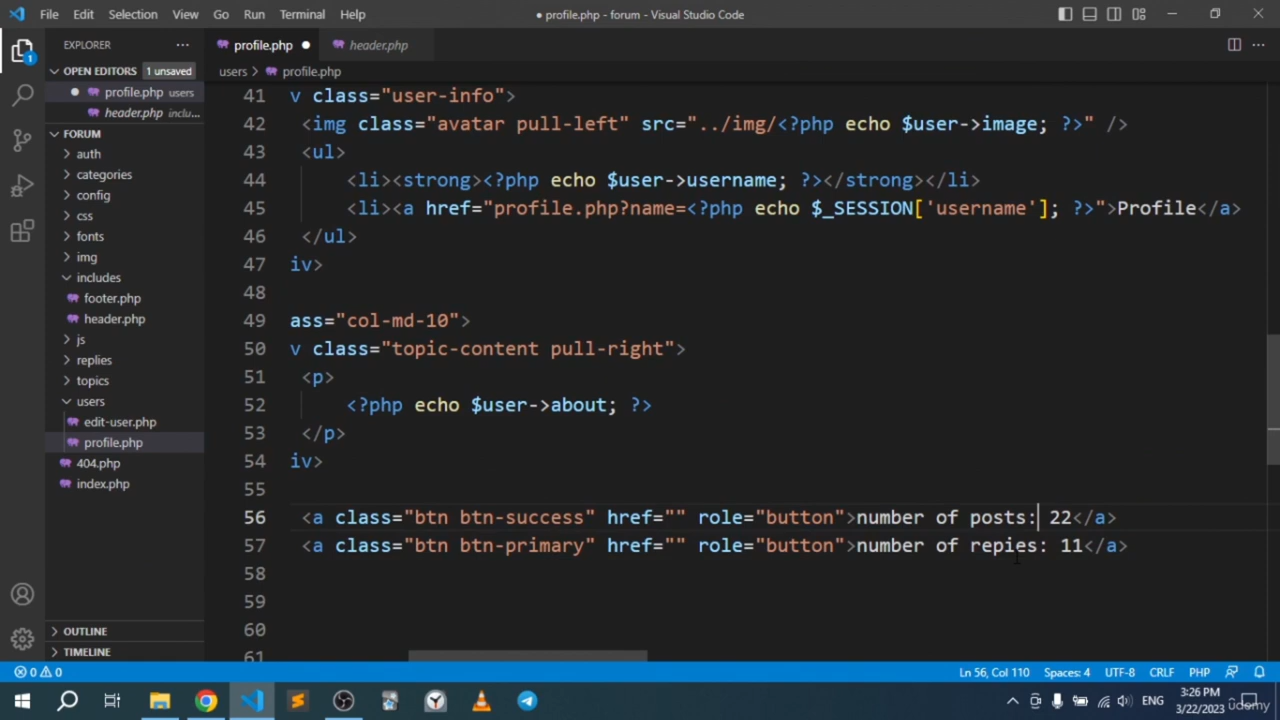 File Edit Selection View Go Run Terminal Help
● profile.php - forum - Visual Studio Code
EXPLORER
profile.php
header.php
OPEN EDITORS 1 unsaved
users > profile.php
profile.php users
header.php inclu...
FORUM
auth
categories
config
css
fonts
img
includes
footer.php
header.php
js
replies
topics
users
edit-user.php
profile.php
404.php
index.php
OUTLINE
TIMELINE
41 v class="user-info">
42 <img class="avatar pull-left" src="../img/<?php echo $user->image; ?>" />
43 <ul>
44 <li><strong><?php echo $user->username; ?></strong></li>
45 <li><a href="profile.php?name=<?php echo $_SESSION['username']; ?>">Profile</a>
46 </ul>
47 iv>
48
49 ass="col-md-10">
50 v class="topic-content pull-right">
51 <p>
52 <?php echo $user->about; ?>
53 </p>
54 iv>
55
56 <a class="btn btn-success" href="" role="button">number of posts: 22</a>
57 <a class="btn btn-primary" href="" role="button">number of repies: 11</a>
58
59
60
61
0 0 Ln 56, Col 110 Spaces: 4 UTF-8 CRLF PHP
ENG 3:26 PM
3/22/2023
udemy